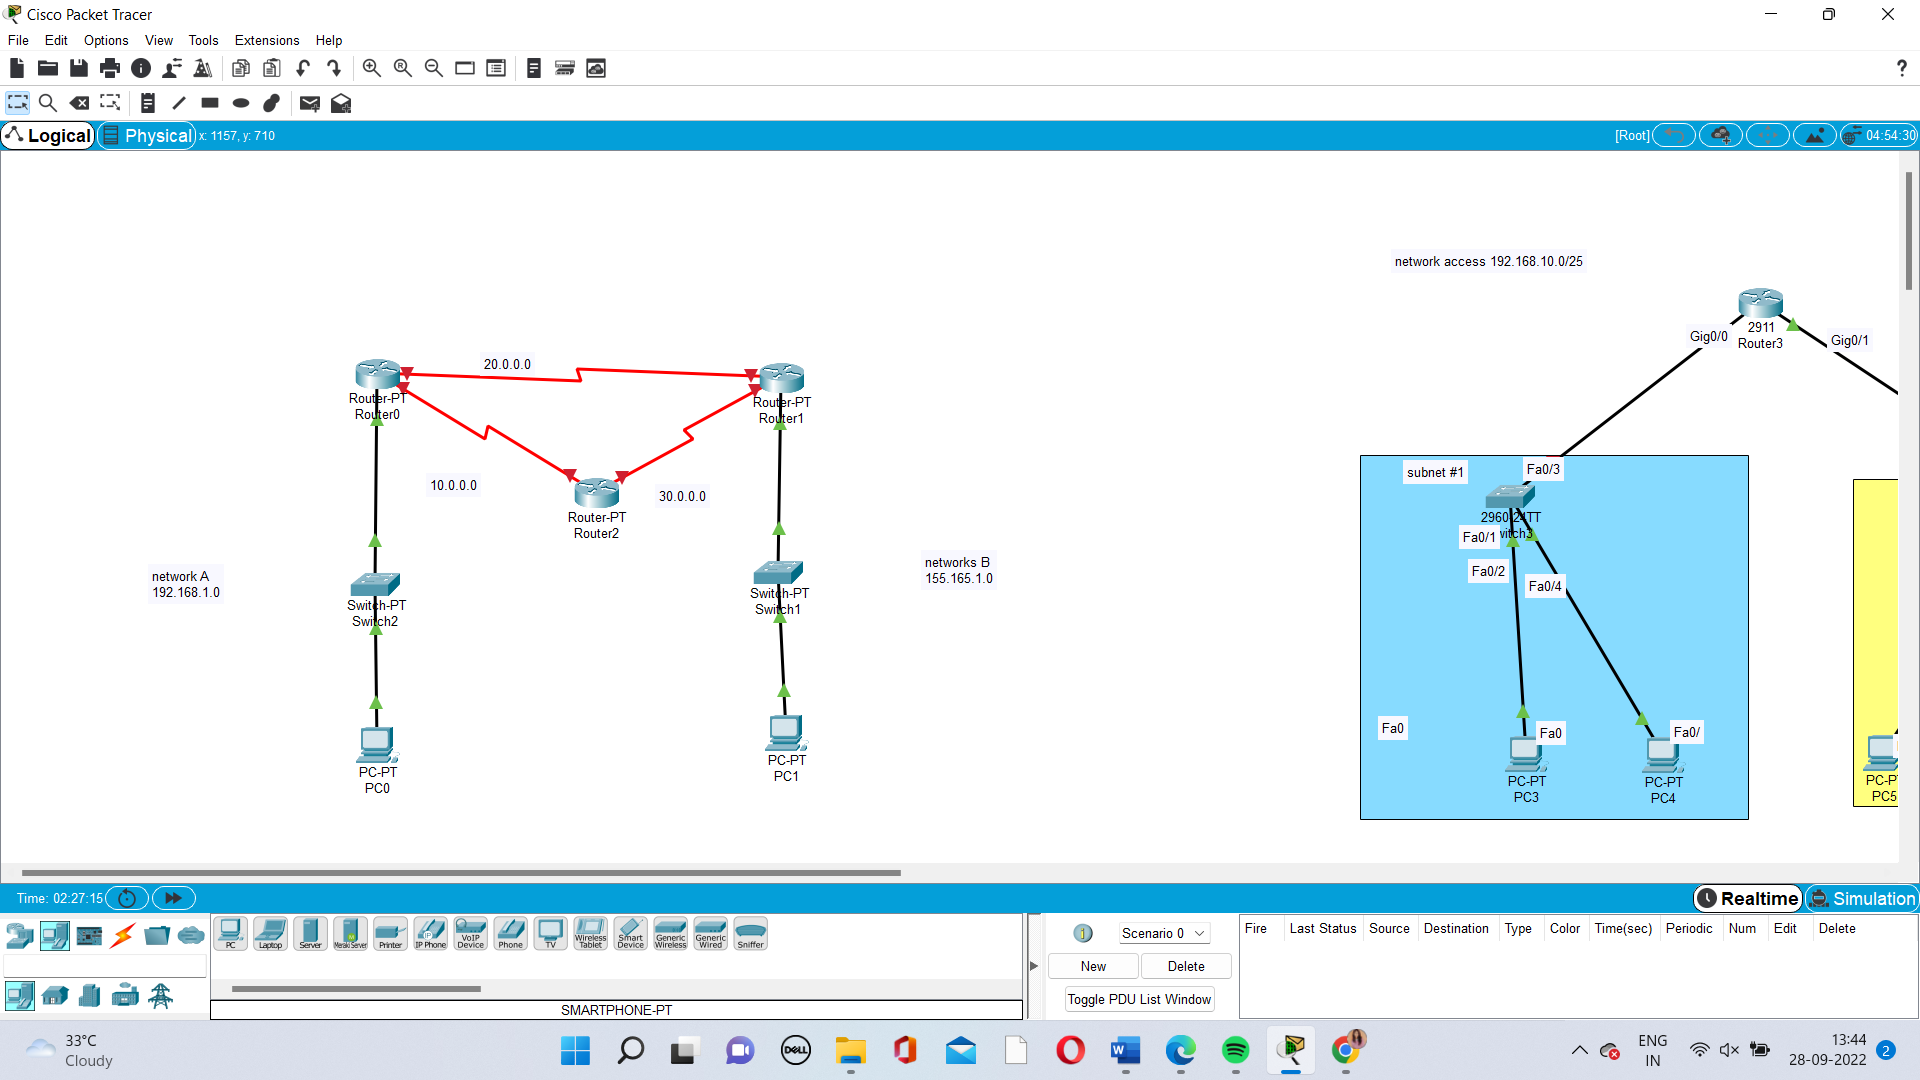 Cisco Packet Tracer
File Edit Options View Tools Extensions Help
Logical Physical x: 1157, y: 710 [Root] 04:54:30
network access 192.168.10.0/25
2911
Router3
Gig0/0
Gig0/1
20.0.0.0
Router-PT
Router0
Router-PT
Router1
10.0.0.0
30.0.0.0
Router-PT
Router2
network A
192.168.1.0
networks B
155.165.1.0
Switch-PT
Switch2
Switch-PT
Switch1
PC-PT
PC0
PC-PT
PC1
subnet #1
Fa0/3
2960-24TT
witch3
Fa0/1
Fa0/2
Fa0/4
Fa0
Fa0
Fa0/
PC-PT
PC3
PC-PT
PC4
PC-P
PC5
Time: 02:27:15 Realtime Simulation
PC Laptop Server Meraki Server Printer IP Phone VoIP Device Phone TV Wireless Tablet Smart Device Generic Wireless Generic Wired Sniffer
SMARTPHONE-PT
1 Scenario 0
New Delete
Toggle PDU List Window
Fire Last Status Source Destination Type Color Time(sec) Periodic Num Edit Delete
33°C
Cloudy
DELL
ENG
IN
13:44
28-09-2022
2